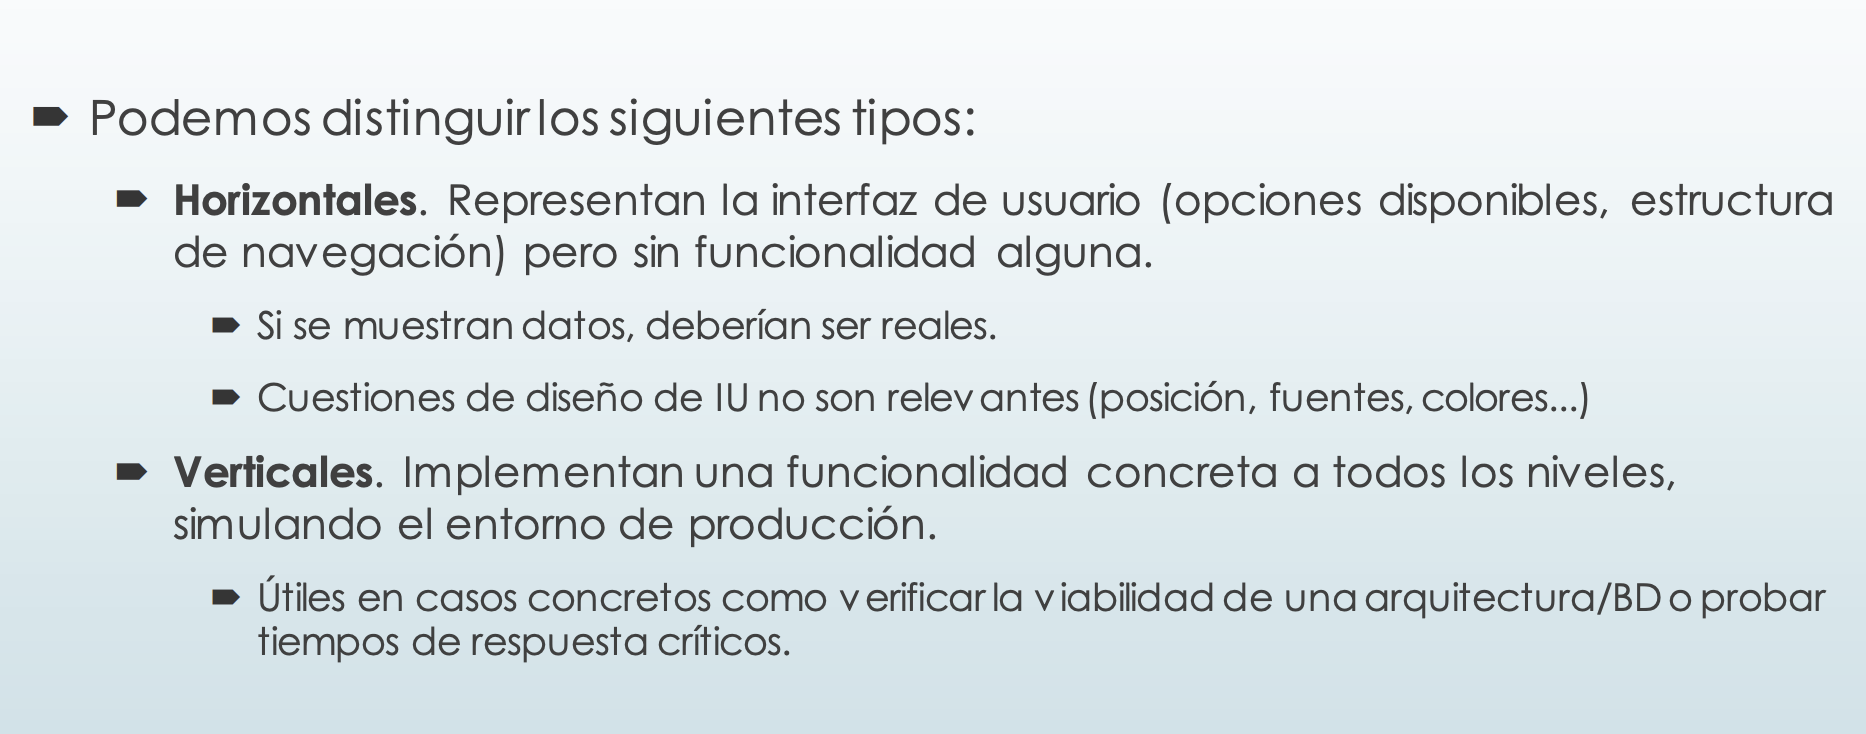 Podemos distinguir los siguientes tipos:
Horizontales. Representan la interfaz de usuario (opciones disponibles, estructura
de navegación) pero sin funcionalidad alguna.
Si se muestran datos, deberían ser reales.
Cuestiones de diseño de IU no son relevantes (posición, fuentes, colores...)
Verticales. Implementan una funcionalidad concreta a todos los niveles,
simulando el entorno de producción.
Útiles en casos concretos como verificar la viabilidad de una arquitectura/BD o probar
tiempos de respuesta críticos.